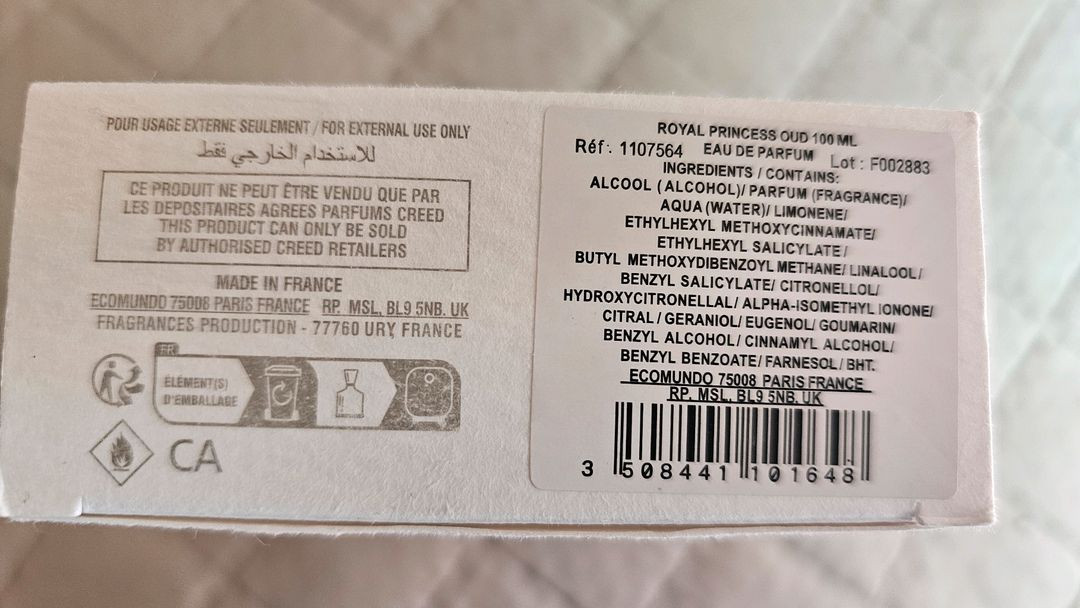 POUR USAGE EXTERNE SEULEMENT / FOR EXTERNAL USE ONLY
للاستخدام الخارجي فقط
CE PRODUIT NE PEUT ÊTRE VENDU QUE PAR
LES DEPOSITAIRES AGREES PARFUMS CREED
THIS PRODUCT CAN ONLY BE SOLD
BY AUTHORISED CREED RETAILERS
MADE IN FRANCE
ECOMUNDO 75008 PARIS FRANCE RP. MSL, BL9 5NB. UK
FRAGRANCES PRODUCTION - 77760 URY, FRANCE
FR
ÉLÉMENT(S)
D'EMBALLAGE
CA
ROYAL PRINCESS OUD 100 ML
Réf : 1107564 EAU DE PARFUM Lot : F002883
INGREDIENTS / CONTAINS:
ALCOOL ( ALCOHOL)/ PARFUM (FRAGRANCE)/
AQUA (WATER)/ LIMONENE/
ETHYLHEXYL METHOXYCINNAMATE/
ETHYLHEXYL SALICYLATE /
BUTYL METHOXYDIBENZOYL METHANE/ LINALOOL/
BENZYL SALICYLATE/ CITRONELLOL/
HYDROXYCITRONELLAL/ ALPHA-ISOMETHYL IONONE/
CITRAL / GERANIOL/ EUGENOL/ GOUMARIN/
BENZYL ALCOHOL/ CINNAMYL ALCOHOL/
BENZYL BENZOATE/ FARNESOL/ BHT.
ECOMUNDO 75008 PARIS FRANCE
RP. MSL, BL9 5NB. UK
3 508441 101648